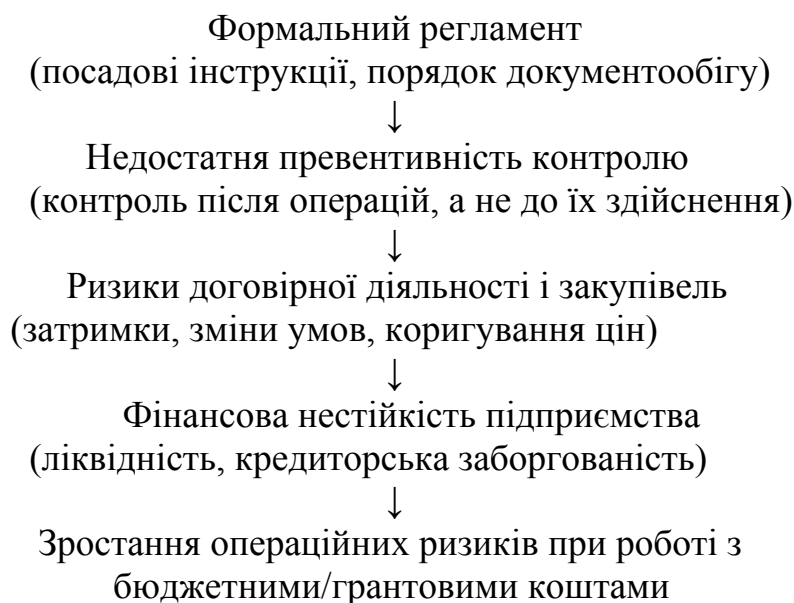 Формальний регламент
(посадові інструкції, порядок документообігу)
↓
Недостатня превентивність контролю
(контроль після операцій, а не до їх здійснення)
↓
Ризики договірної діяльності і закупівель
(затримки, зміни умов, коригування цін)
↓
Фінансова нестійкість підприємства
(ліквідність, кредиторська заборгованість)
↓
Зростання операційних ризиків при роботі з
бюджетними/грантовими коштами